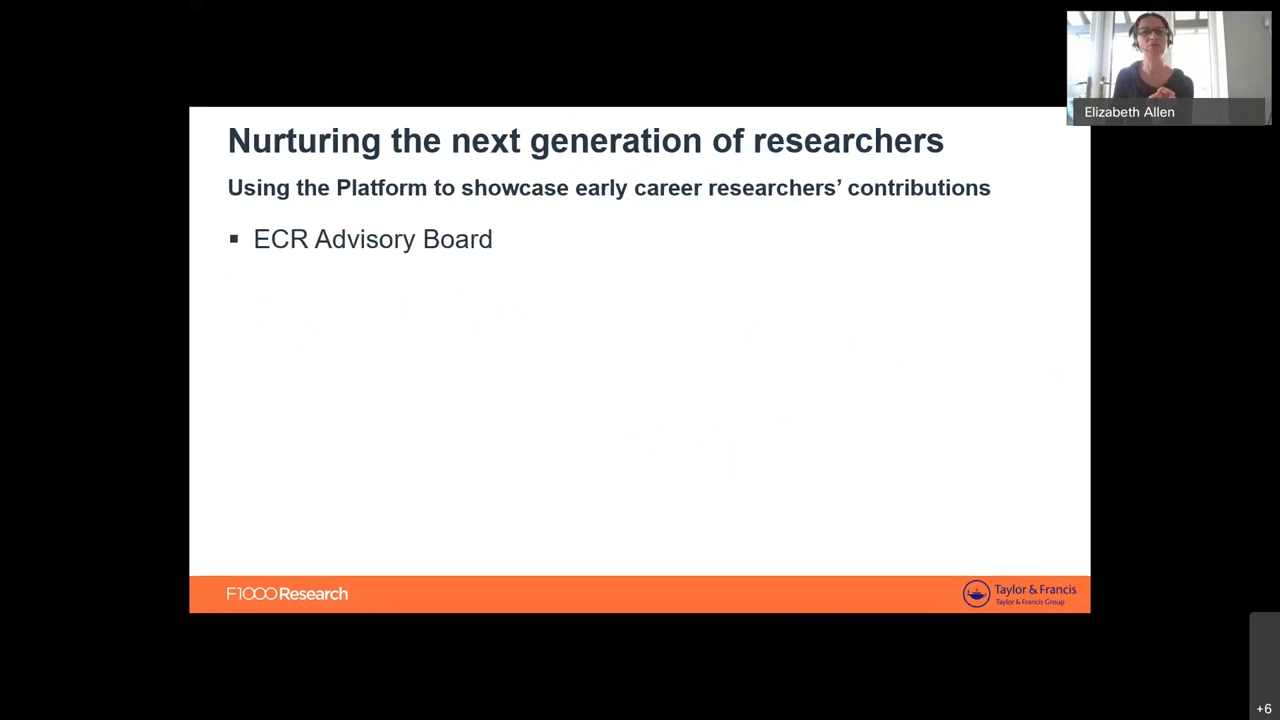 Elizabeth Allen
Nurturing the next generation of researchers
Using the Platform to showcase early career researchers’ contributions
▪ ECR Advisory Board
F1000Research
Taylor & Francis
Taylor & Francis Group
+6